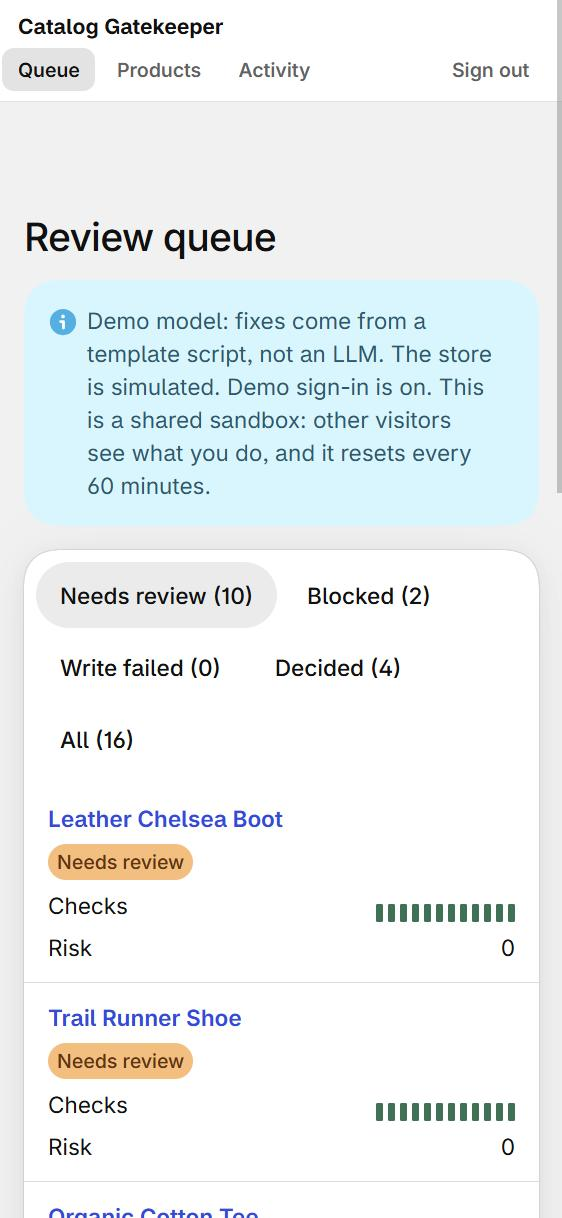 Catalog Gatekeeper
Queue Products Activity Sign out
Review queue
Demo model: fixes come from a
template script, not an LLM. The store
is simulated. Demo sign-in is on. This
is a shared sandbox: other visitors
see what you do, and it resets every
60 minutes.
Needs review (10) Blocked (2)
Write failed (0) Decided (4)
All (16)
Leather Chelsea Boot
Needs review
Checks
Risk 0
Trail Runner Shoe
Needs review
Checks
Risk 0
Organic Cotton Tee